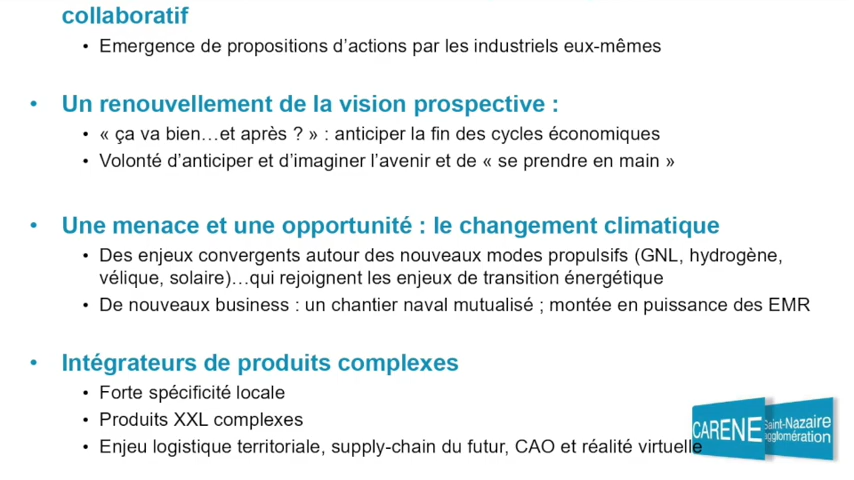 collaboratif
• Emergence de propositions d’actions par les industriels eux-mêmes
• Un renouvellement de la vision prospective :
• « ça va bien…et après ? » : anticiper la fin des cycles économiques
• Volonté d’anticiper et d’imaginer l’avenir et de « se prendre en main »
• Une menace et une opportunité : le changement climatique
• Des enjeux convergents autour des nouveaux modes propulsifs (GNL, hydrogène,
vélique, solaire)…qui rejoignent les enjeux de transition énergétique
• De nouveaux business : un chantier naval mutualisé ; montée en puissance des EMR
• Intégrateurs de produits complexes
• Forte spécificité locale
• Produits XXL complexes
• Enjeu logistique territoriale, supply-chain du futur, CAO et réalité virtuelle
CARENE
Saint-Nazaire
agglomération